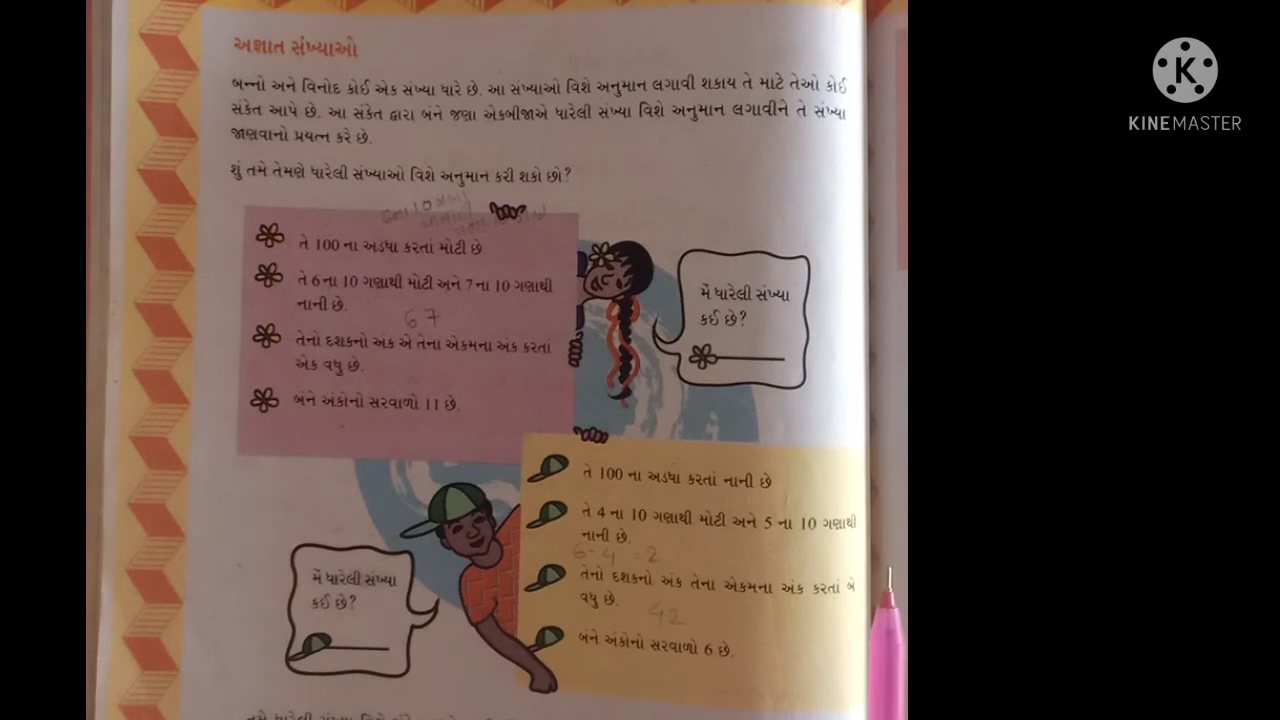 અજ્ઞાત સંખ્યાઓ
બન્નો અને વિનોદ કોઈ એક સંખ્યા ધારે છે. આ સંખ્યાઓ વિશે અનુમાન લગાવી શકાય તે માટે તેઓ કોઈ
સંકેત આપે છે. આ સંકેત દ્વારા બંને જણા એકબીજાએ ધારેલી સંખ્યા વિશે અનુમાન લગાવીને તે સંખ્યા
જાણવાનો પ્રયત્ન કરે છે.
શું તમે તેમણે ધારેલી સંખ્યાઓ વિશે અનુમાન કરી શકો છો?
તે 100 ના અડધા કરતાં મોટી છે
તે 6 ના 10 ગણાથી મોટી અને 7 ના 10 ગણાથી
નાની છે.
6 7
તેનો દશકનો અંક એ તેના એકમના અંક કરતાં
એક વધુ છે.
બંને અંકોનો સરવાળો 11 છે.
મેં ધારેલી સંખ્યા
કઈ છે?
તે 100 ના અડધા કરતાં નાની છે
તે 4 ના 10 ગણાથી મોટી અને 5 ના 10 ગણાથી
નાની છે.
6-4 =2
તેનો દશકનો અંક તેના એકમના અંક કરતાં બે
વધુ છે.
42
બંને અંકોનો સરવાળો 6 છે.
મેં ધારેલી સંખ્યા
કઈ છે?
K
KINEMASTER